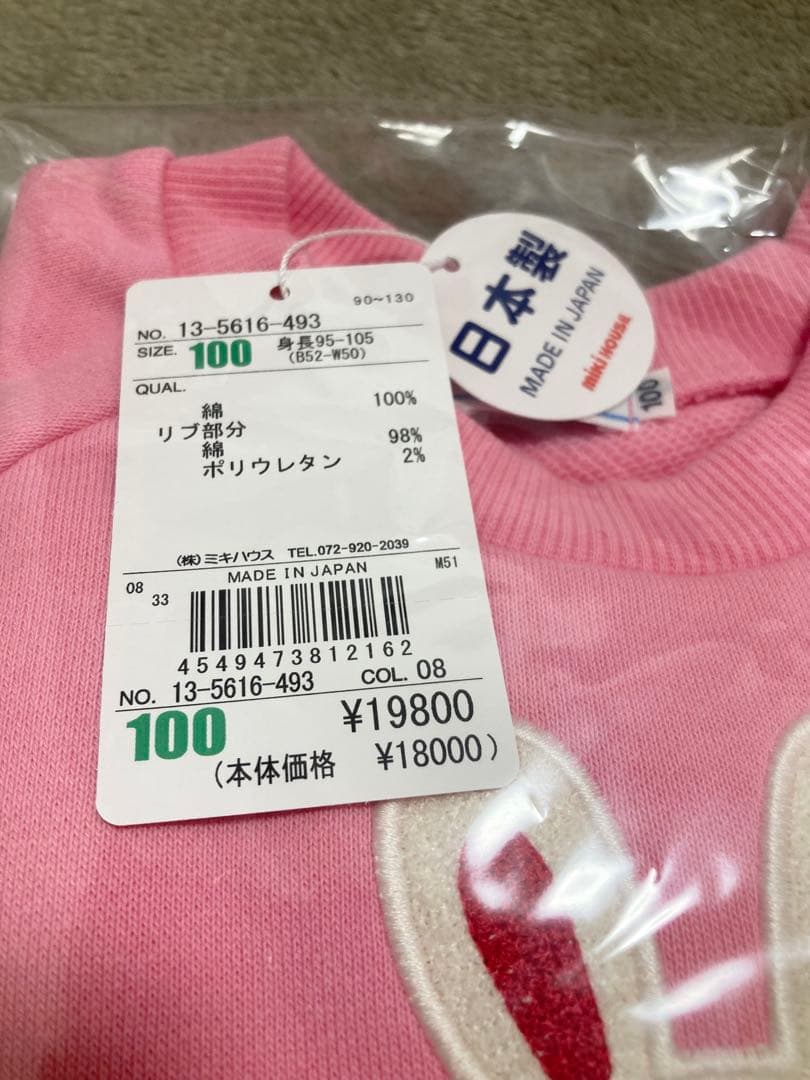 90~130
NO. 13-5616-493
SIZE. 100 身長95-105
(B52-W50)
QUAL.
綿 100%
リブ部分
綿 98%
ポリウレタン 2%
(株)ミキハウス TEL.072-920-2039
MADE IN JAPAN M51
08
33
4549473812162
NO. 13-5616-493 COL. 08
100 ¥19800
(本体価格 ¥18000)
日本製
MADE IN JAPAN
miki HOUSE
100